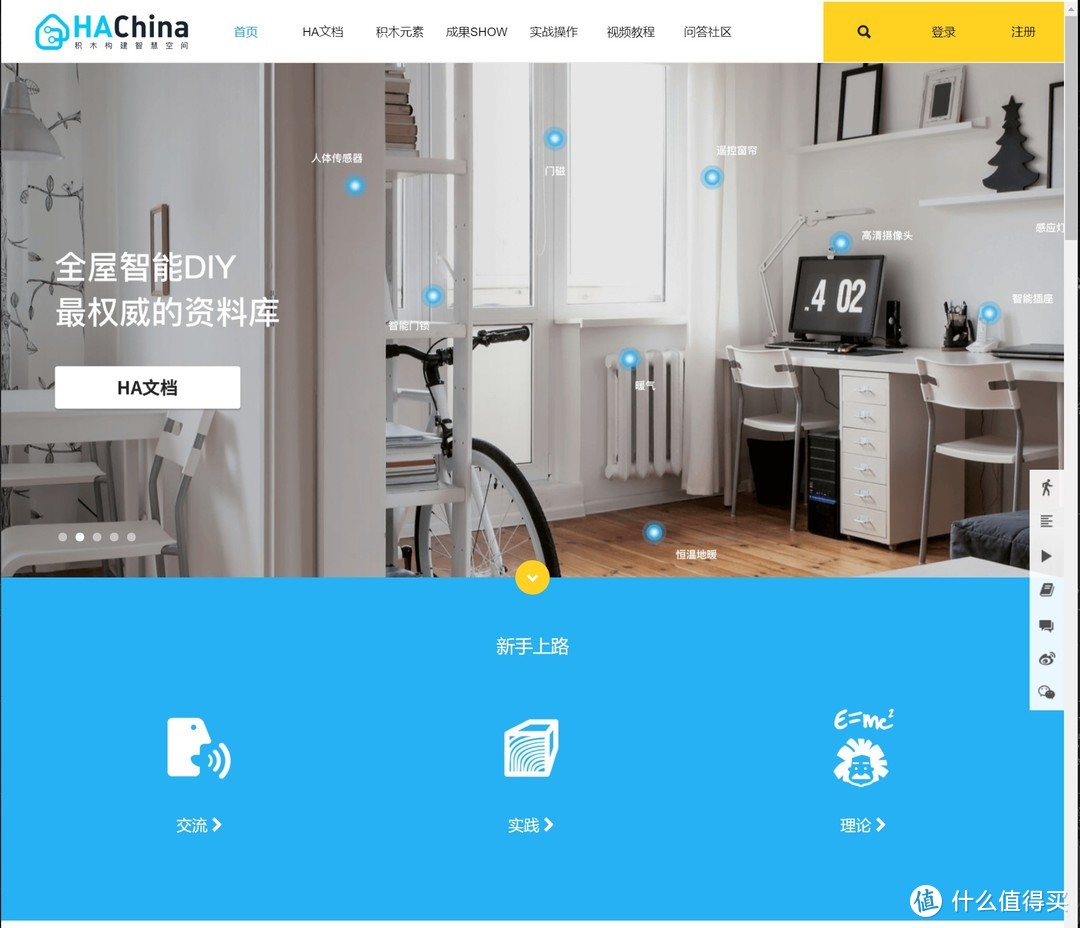 HAChina
积木构建智慧空间
首页 HA文档 积木元素 成果SHOW 实战操作 视频教程 问答社区 登录 注册
人体传感器
门磁
遥控窗帘
感应灯
高清摄像头
全屋智能DIY
最权威的资料库
4 02
智能插座
智能门锁
HA文档
暖气
恒温地暖
新手上路
E=mc²
交流 实践 理论
值 什么值得买